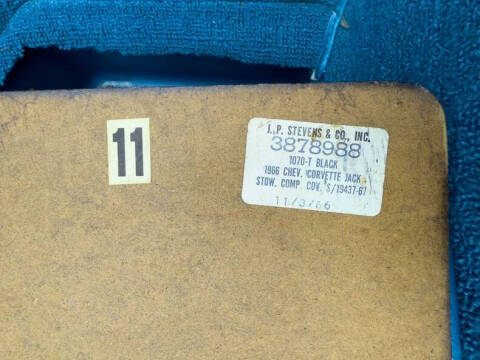 11
J. P. STEVENS & CO., INC.
3878988
1070-T BLACK
1966 CHEV. CORVETTE JACK
STOW. COMP. COV. S/19437-67
11/3/66